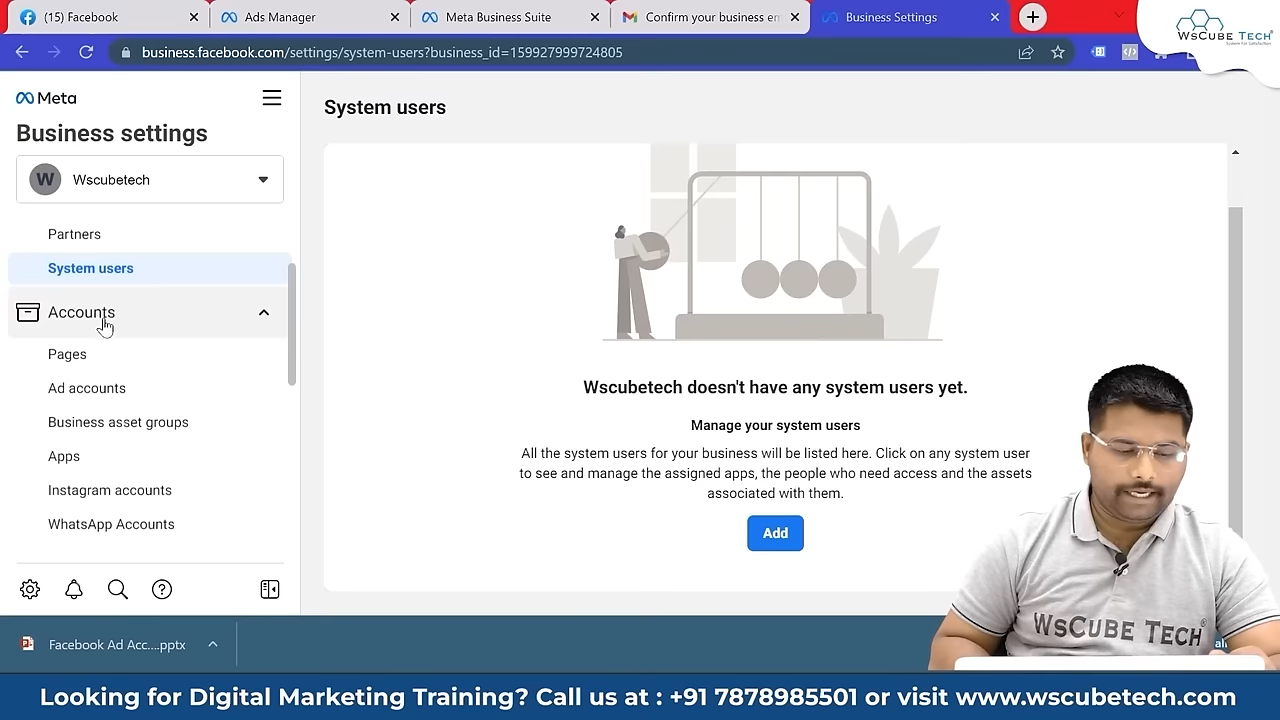 (15) Facebook
Ads Manager
Meta Business Suite
Confirm your business em
Business Settings
WsCube Tech
System For Satisfaction
business.facebook.com/settings/system-users?business_id=159927999724805
Meta
Business settings
W
Wscubetech
Partners
System users
Accounts
Pages
Ad accounts
Business asset groups
Apps
Instagram accounts
WhatsApp Accounts
System users
Wscubetech doesn't have any system users yet.
Manage your system users
All the system users for your business will be listed here. Click on any system user
to see and manage the assigned apps, the people who need access and the assets
associated with them.
Add
WsCube Tech
Facebook Ad Acc....pptx
Looking for Digital Marketing Training? Call us at : +91 7878985501 or visit www.wscubetech.com